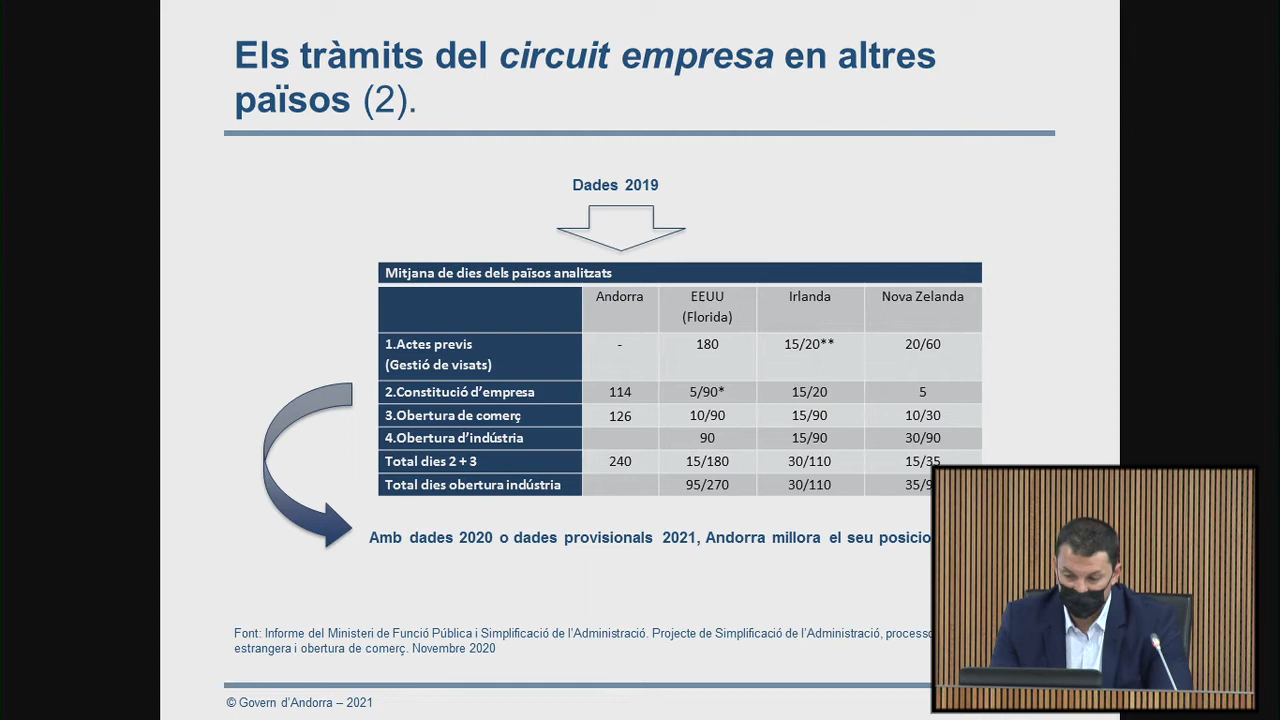 Els tràmits del circuit empresa en altres
països (2).
Dades 2019
Mitjana de dies dels països analitzats
Andorra EEUU (Florida) Irlanda Nova Zelanda
1.Actes previs (Gestió de visats) - 180 15/20** 20/60
2.Constitució d'empresa 114 5/90* 15/20 5
3.Obertura de comerç 126 10/90 15/90 10/30
4.Obertura d'indústria 90 15/90 30/90
Total dies 2 + 3 240 15/180 30/110 15/35
Total dies obertura indústria 95/270 30/110
Amb dades 2020 o dades provisionals 2021, Andorra millora el seu
Font: Informe del Ministeri de Funció Pública i Simplificació de l'Administració. Projecte de Simplificació de l'Administració,
estrangera i obertura de comerç. Novembre 2020
© Govern d'Andorra – 2021